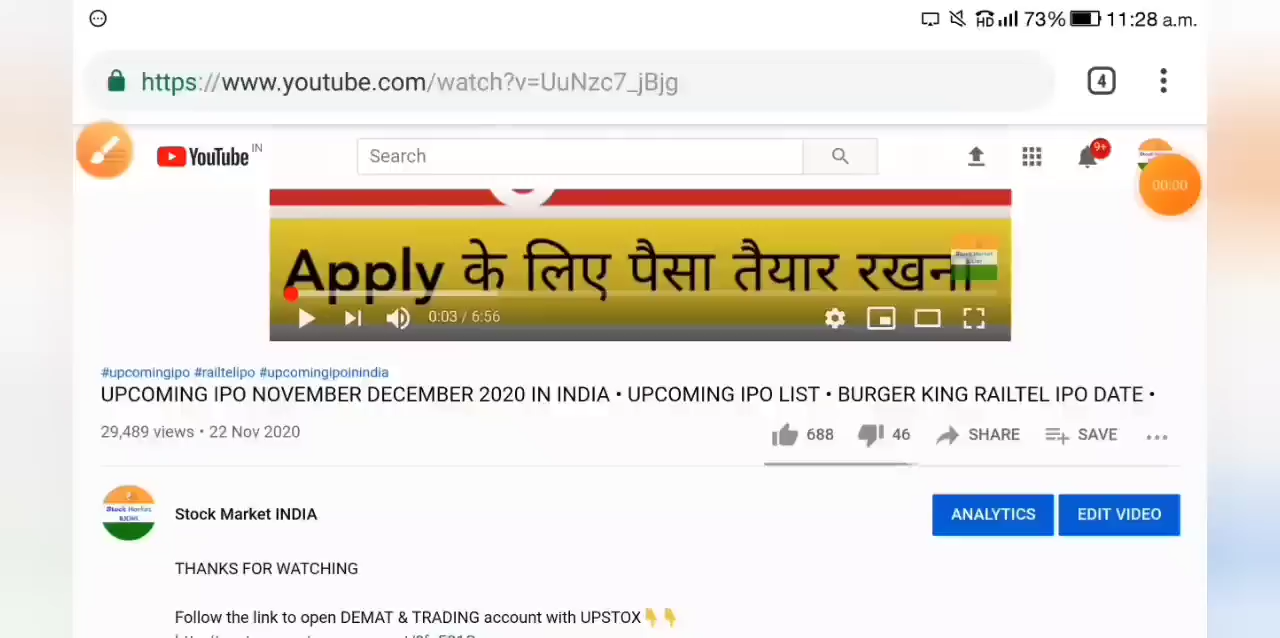 HD 73% 11:28 a.m.
https://www.youtube.com/watch?v=UuNzc7_jBjg
4
YouTube IN
Search
9+
00:00
Apply के लिए पैसा तैयार रखना
0:03 / 6:56
#upcomingipo #railtelipo #upcomingipoinindia
UPCOMING IPO NOVEMBER DECEMBER 2020 IN INDIA • UPCOMING IPO LIST • BURGER KING RAILTEL IPO DATE •
29,489 views • 22 Nov 2020
688 46 SHARE SAVE
Stock Market INDIA
ANALYTICS EDIT VIDEO
THANKS FOR WATCHING
Follow the link to open DEMAT & TRADING account with UPSTOX👇👇